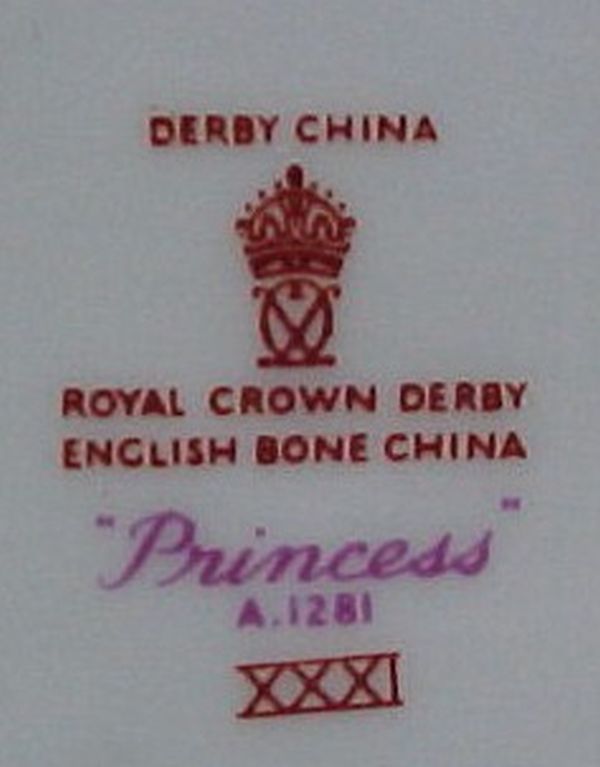 DERBY CHINA
ROYAL CROWN DERBY
ENGLISH BONE CHINA
"Princess"
A.1281
XXXI